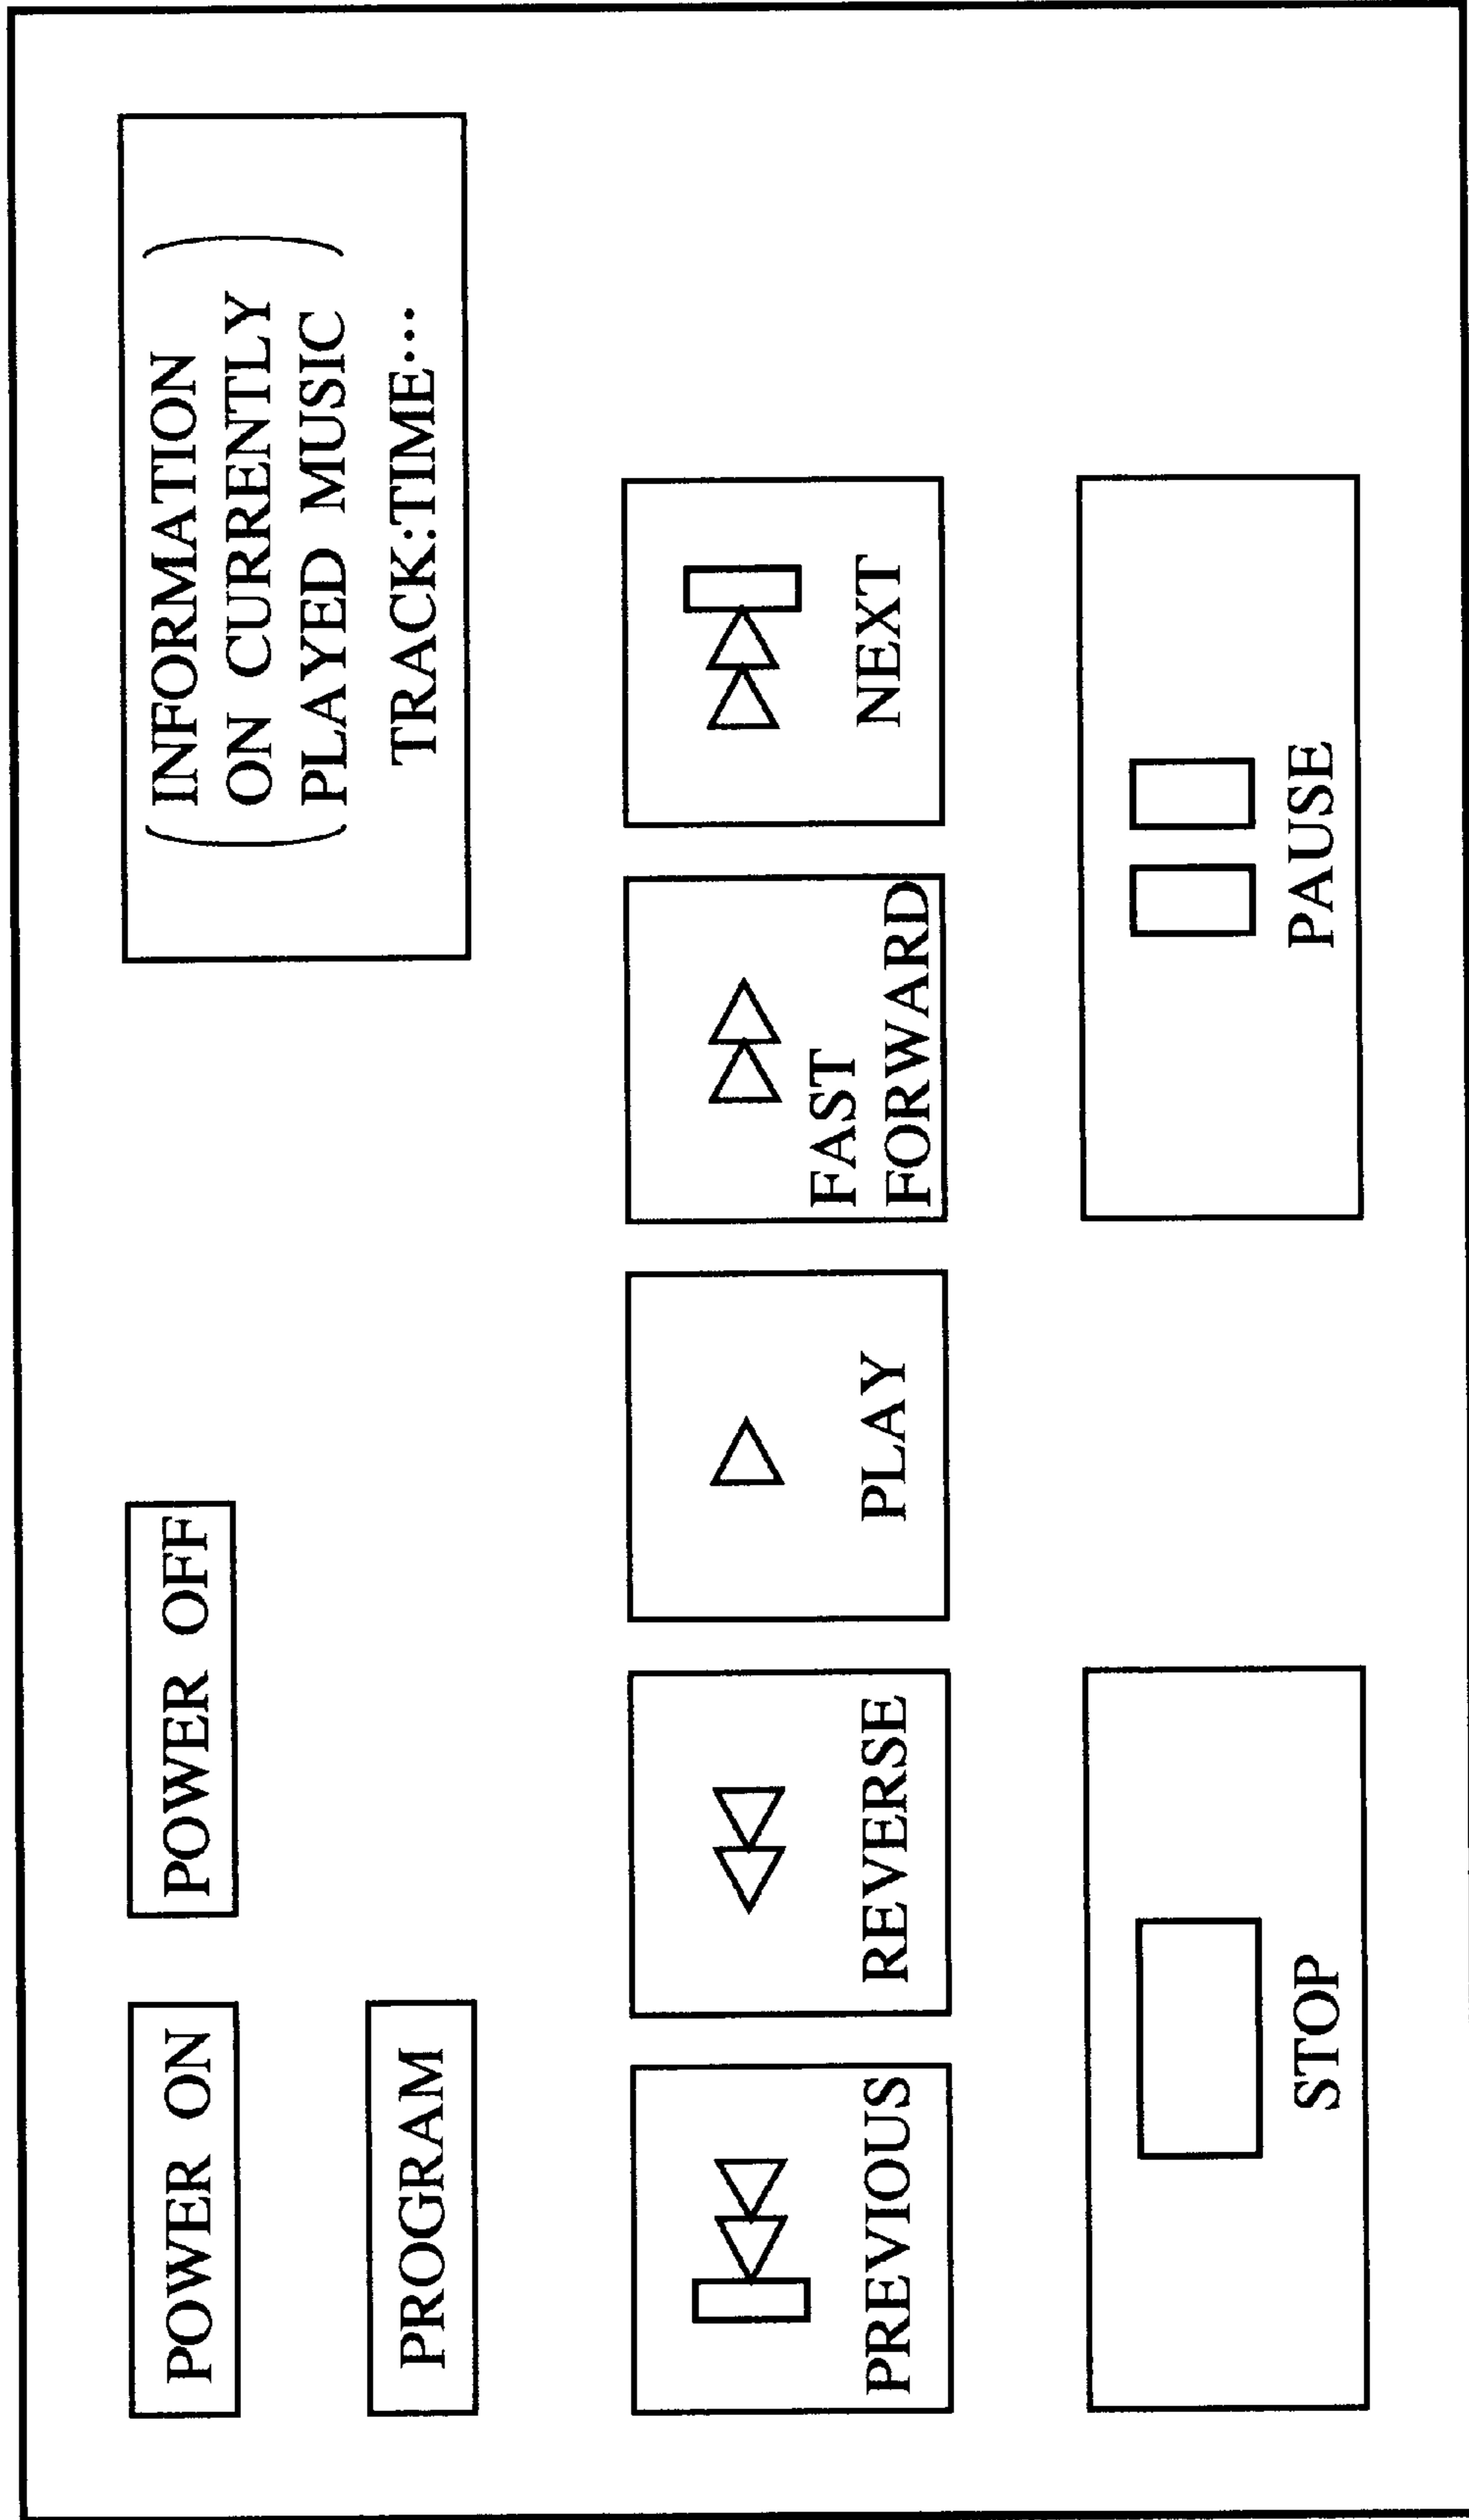 POWER ON
POWER OFF
(INFORMATION
ON CURRENTLY
PLAYED MUSIC)
TRACK:TIME···
PROGRAM
PREVIOUS
REVERSE
PLAY
FAST
FORWARD
NEXT
STOP
PAUSE